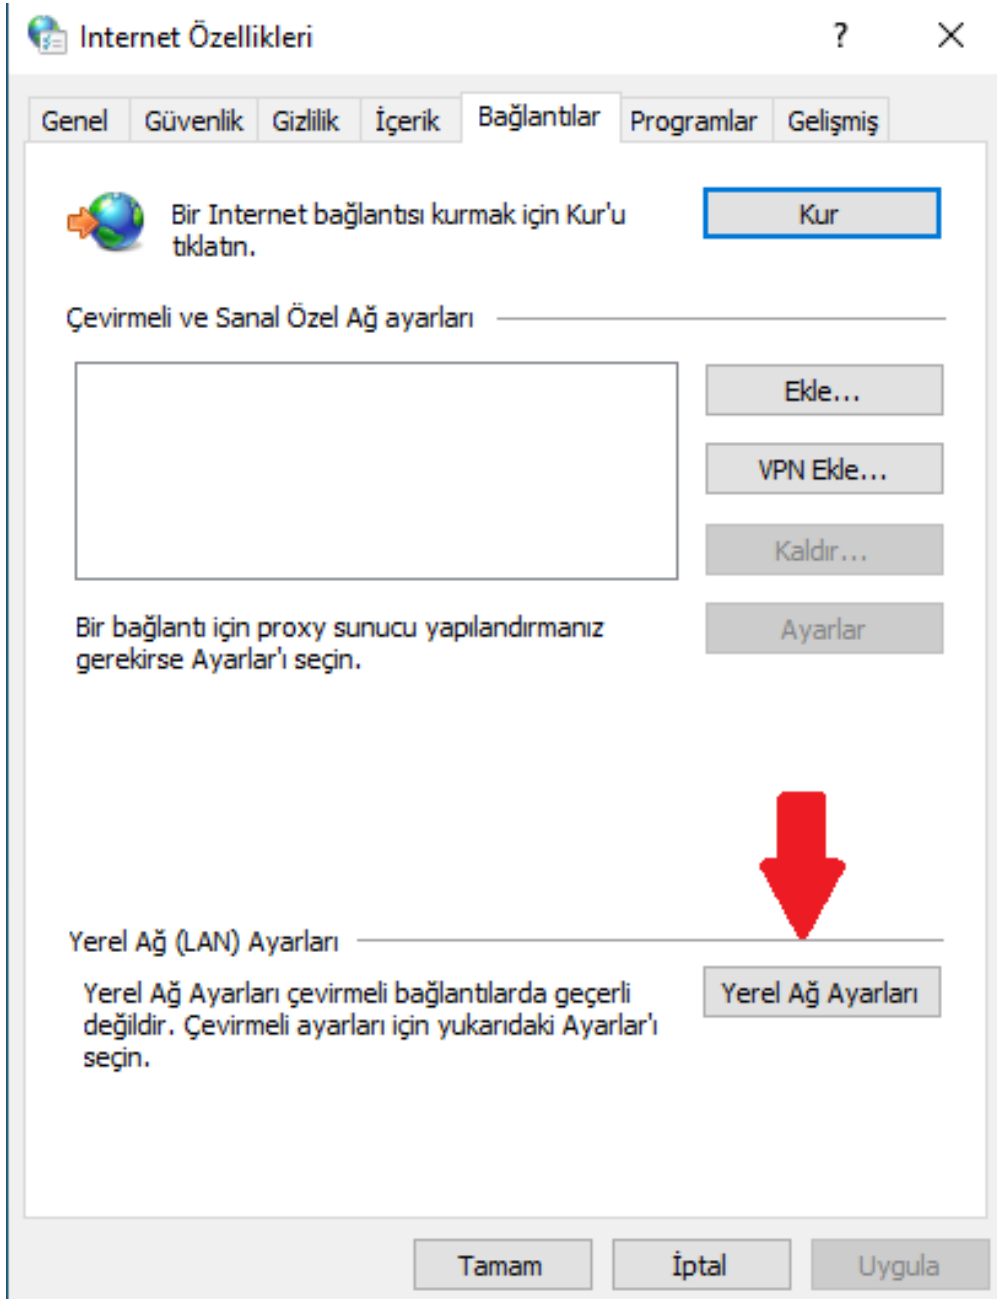 Internet Özellikleri
?
Genel Güvenlik Gizlilik İçerik Bağlantılar Programlar Gelişmiş
Bir Internet bağlantısı kurmak için Kur'u
tıklatın.
Kur
Çevirmeli ve Sanal Özel Ağ ayarları
Ekle...
VPN Ekle...
Kaldır...
Bir bağlantı için proxy sunucu yapılandırmanız
gerekirse Ayarlar'ı seçin.
Ayarlar
Yerel Ağ (LAN) Ayarları
Yerel Ağ Ayarları çevirmeli bağlantılarda geçerli
değildir. Çevirmeli ayarları için yukarıdaki Ayarlar'ı
seçin.
Yerel Ağ Ayarları
Tamam İptal Uygula